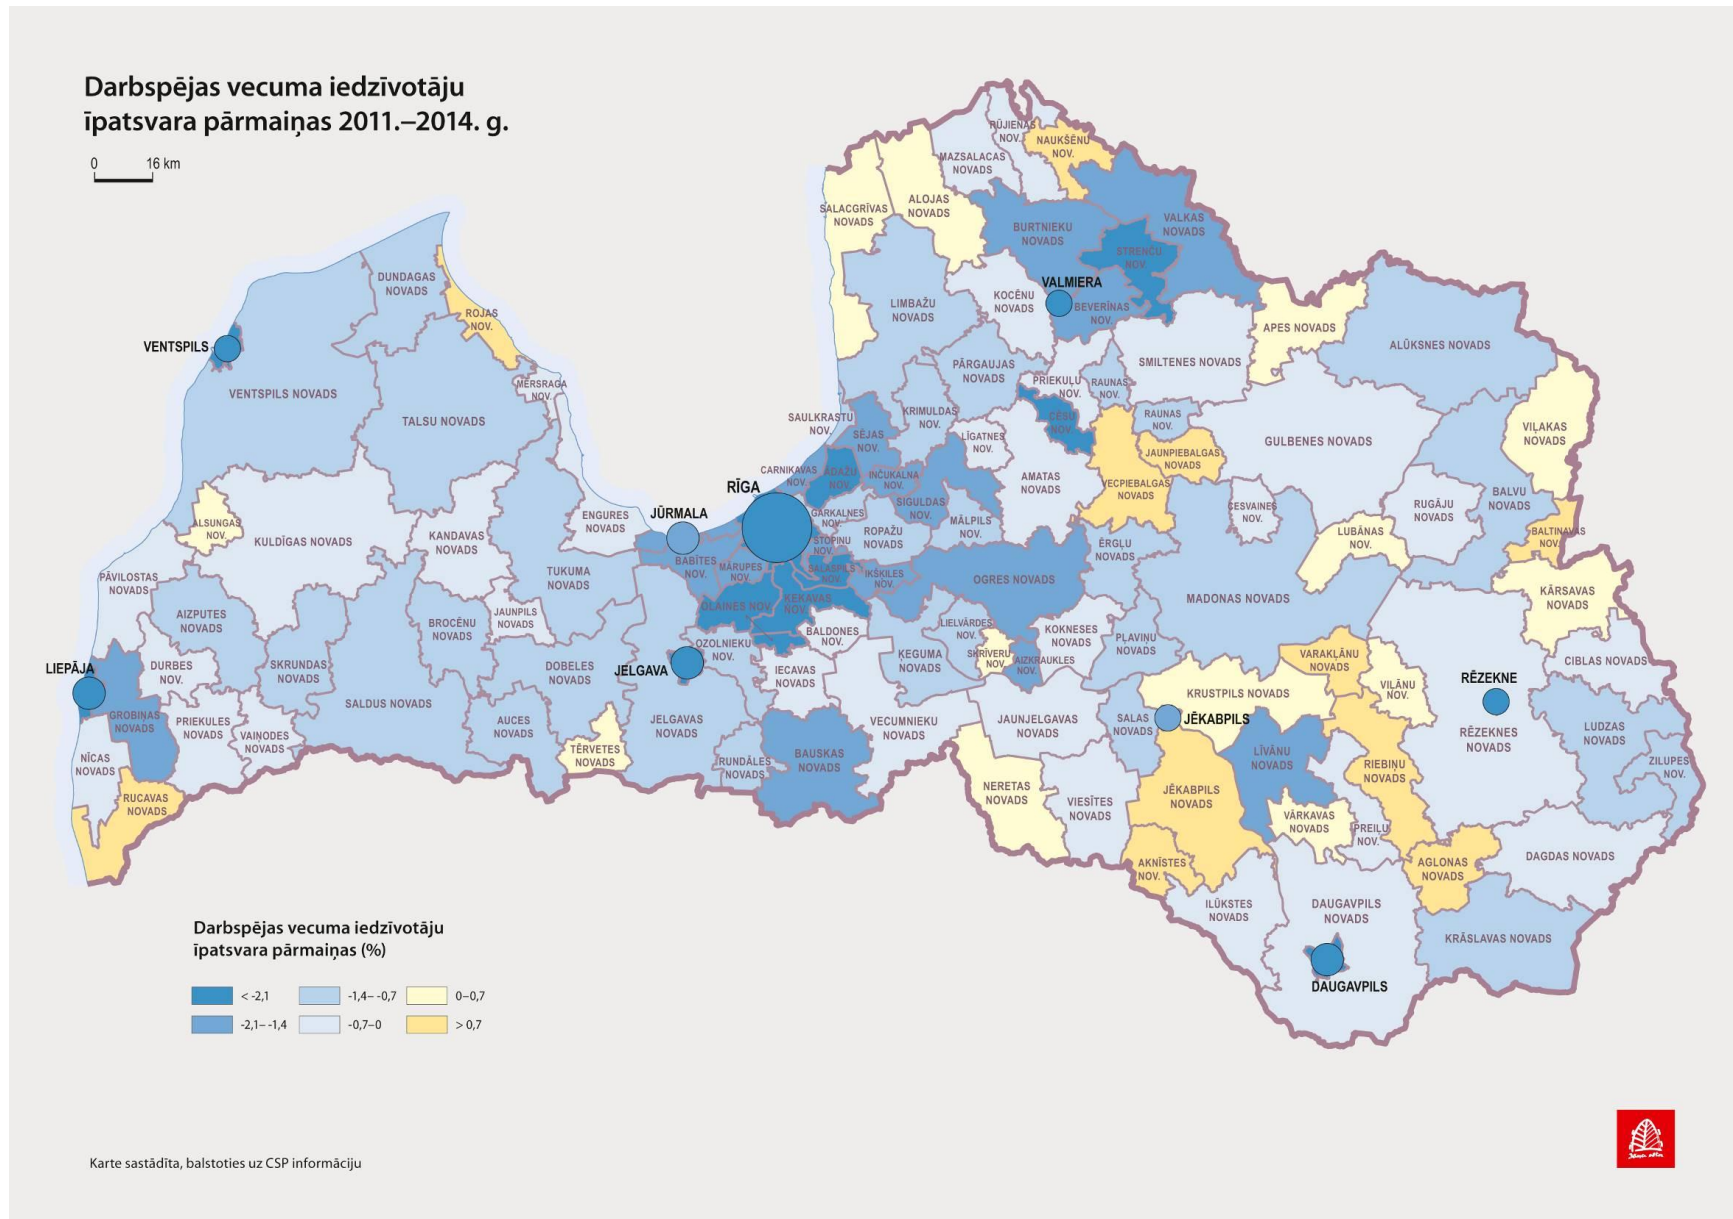 Darbspējas vecuma iedzīvotāju
īpatsvara pārmaiņas 2011.–2014. g.
0 16 km
RŪJIENAS
NOV.
NAUKŠĒNU
NOV.
MAZSALACAS
NOVADS
SALACGRĪVAS
NOVADS
ALOJAS
NOVADS
BURTNIEKU
NOVADS
VALKAS
NOVADS
STRENČU
NOV.
DUNDAGAS
NOVADS
ROJAS
NOV.
LIMBAŽU
NOVADS
KOCĒNU
NOVADS
VALMIERA
BEVERĪNAS
NOV.
APES NOVADS
ALŪKSNES NOVADS
VENTSPILS
VENTSPILS NOVADS
TALSU NOVADS
MĒRSRAGA
NOV.
PĀRGAUJAS
NOVADS
PRIEKUĻU
NOV.
RAUNAS
NOV.
SMILTENES NOVADS
SAULKRASTU
NOV.
SĒJAS
NOV.
KRIMULDAS
NOV.
LĪGATNES
NOV.
CĒSU
NOV.
RAUNAS
NOV.
JAUNPIEBALGAS
NOVADS
GULBENES NOVADS
VIĻAKAS
NOVADS
CARNIKAVAS
NOV.
ĀDAŽU
NOV.
INČUKALNA
NOV.
SIGULDAS
NOV.
AMATAS
NOVADS
VECPIEBALGAS
NOVADS
CESVAINES
NOV.
RUGĀJU
NOVADS
BALVU
NOVADS
BALTINAVAS
NOV.
LUBĀNAS
NOV.
ALSUNGAS
NOV.
KULDĪGAS NOVADS
KANDAVAS
NOVADS
ENGURES
NOVADS
JŪRMALA
RĪGA
GARKALNES
NOV.
ROPAŽU
NOVADS
MĀLPILS
NOV.
ĒRGĻU
NOVADS
STOPIŅU
NOV.
BABĪTES
NOV.
MĀRUPES
NOV.
SALASPILS
NOV.
IKŠĶILES
NOV.
OGRES NOVADS
MADONAS NOVADS
KĀRSAVAS
NOVADS
PĀVILOSTAS
NOVADS
AIZPUTES
NOVADS
TUKUMA
NOVADS
JAUNPILS
NOVADS
BROCĒNU
NOVADS
OLAINES NOV.
ĶEKAVAS
NOV.
BALDONES
NOV.
LIELVĀRDES
NOV.
KOKNESES
NOVADS
PĻAVIŅU
NOVADS
VARAKĻĀNU
NOVADS
CIBLAS NOVADS
LIEPĀJA
DURBES
NOV.
SKRUNDAS
NOVADS
DOBELES
NOVADS
JELGAVA
OZOLNIEKU
NOV.
IECAVAS
NOVADS
ĶEGUMA
NOVADS
SKRĪVERU
NOV.
AIZKRAUKLES
NOV.
KRUSTPILS NOVADS
VIĻĀNU
NOV.
RĒZEKNE
RĒZEKNES
NOVADS
GROBIŅAS
NOVADS
PRIEKULES
NOVADS
VAIŅODES
NOVADS
SALDUS NOVADS
AUCES
NOVADS
TĒRVETES
NOVADS
JELGAVAS
NOVADS
RUNDĀLES
NOVADS
BAUSKAS
NOVADS
VECUMNIEKU
NOVADS
JAUNJELGAVAS
NOVADS
SALAS
NOVADS
JĒKABPILS
LĪVĀNU
NOVADS
RIEBIŅU
NOVADS
LUDZAS
NOVADS
ZILUPES
NOV.
NĪCAS
NOVADS
RUCAVAS
NOVADS
NERETAS
NOVADS
VIESĪTES
NOVADS
JĒKABPILS
NOVADS
VĀRKAVAS
NOVADS
PREIĻU
NOV.
AKNĪSTES
NOV.
AGLONAS
NOVADS
DAGDAS NOVADS
ILŪKSTES
NOVADS
DAUGAVPILS
NOVADS
KRĀSLAVAS NOVADS
DAUGAVPILS
Darbspējas vecuma iedzīvotāju
īpatsvara pārmaiņas (%)
< -2,1 -1,4– -0,7 0–0,7
-2,1– -1,4 -0,7–0 > 0,7
Karte sastādīta, balstoties uz CSP informāciju
Jāņa sēta